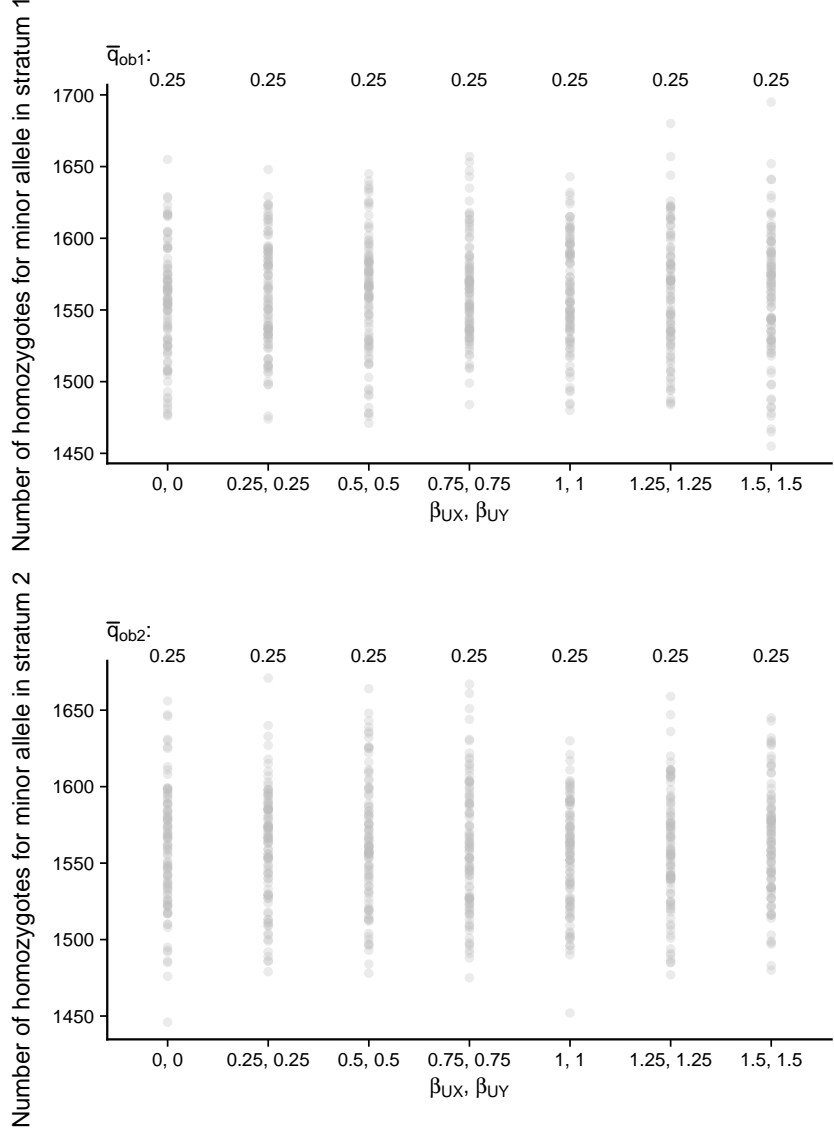 Number of homozygotes for minor allele in stratum 1
q̅ob1:
0.25 0.25 0.25 0.25 0.25 0.25 0.25
1700
1650
1600
1550
1500
1450
0, 0 0.25, 0.25 0.5, 0.5 0.75, 0.75 1, 1 1.25, 1.25 1.5, 1.5
βUX, βUY
Number of homozygotes for minor allele in stratum 2
q̅ob2:
0.25 0.25 0.25 0.25 0.25 0.25 0.25
1650
1600
1550
1500
1450
0, 0 0.25, 0.25 0.5, 0.5 0.75, 0.75 1, 1 1.25, 1.25 1.5, 1.5
βUX, βUY